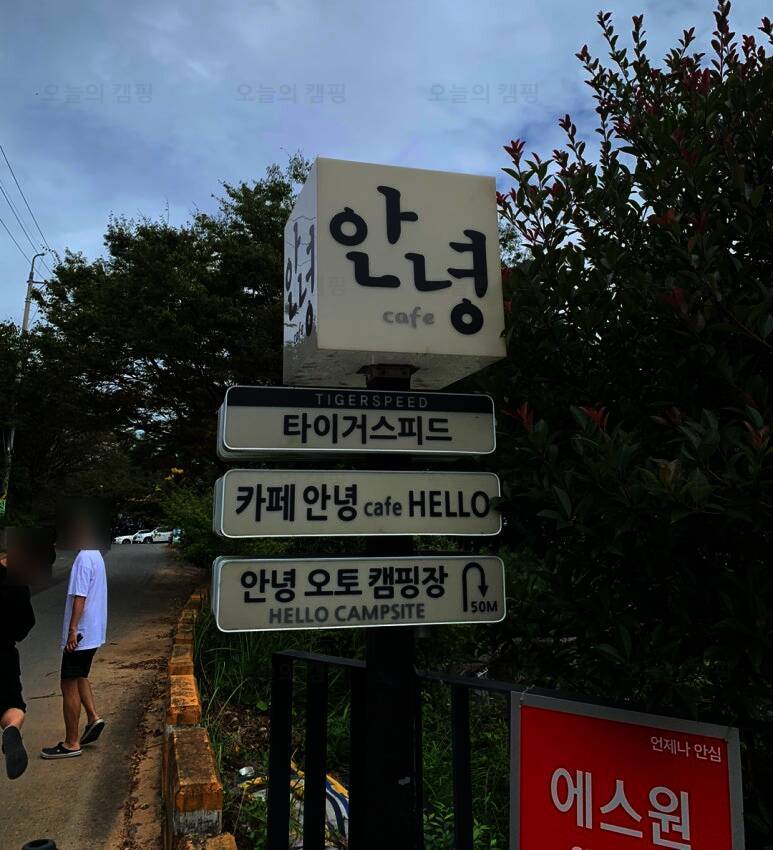 오늘의 캠핑 오늘의 캠핑 오늘의 캠핑
안녕
cafe
안녕
TIGERSPEED
타이거스피드
카페 안녕 cafe HELLO
안녕 오토 캠핑장
HELLO CAMPSITE
50M
언제나 안심
에스원